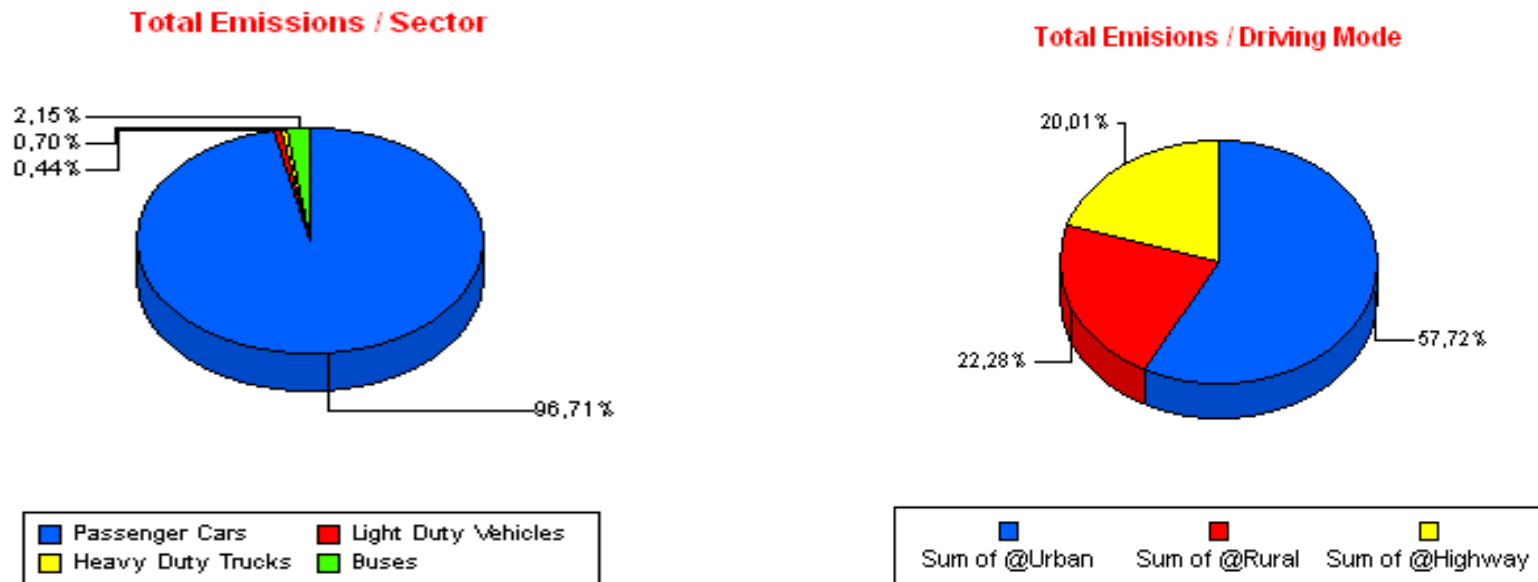 Total Emissions / Sector
2,15%
0,70%
0,44%
96,71%
Passenger Cars
Light Duty Vehicles
Heavy Duty Trucks
Buses
Total Emisions / Driving Mode
20,01%
57,72%
22,28%
Sum of @Urban
Sum of @Rural
Sum of @Highway